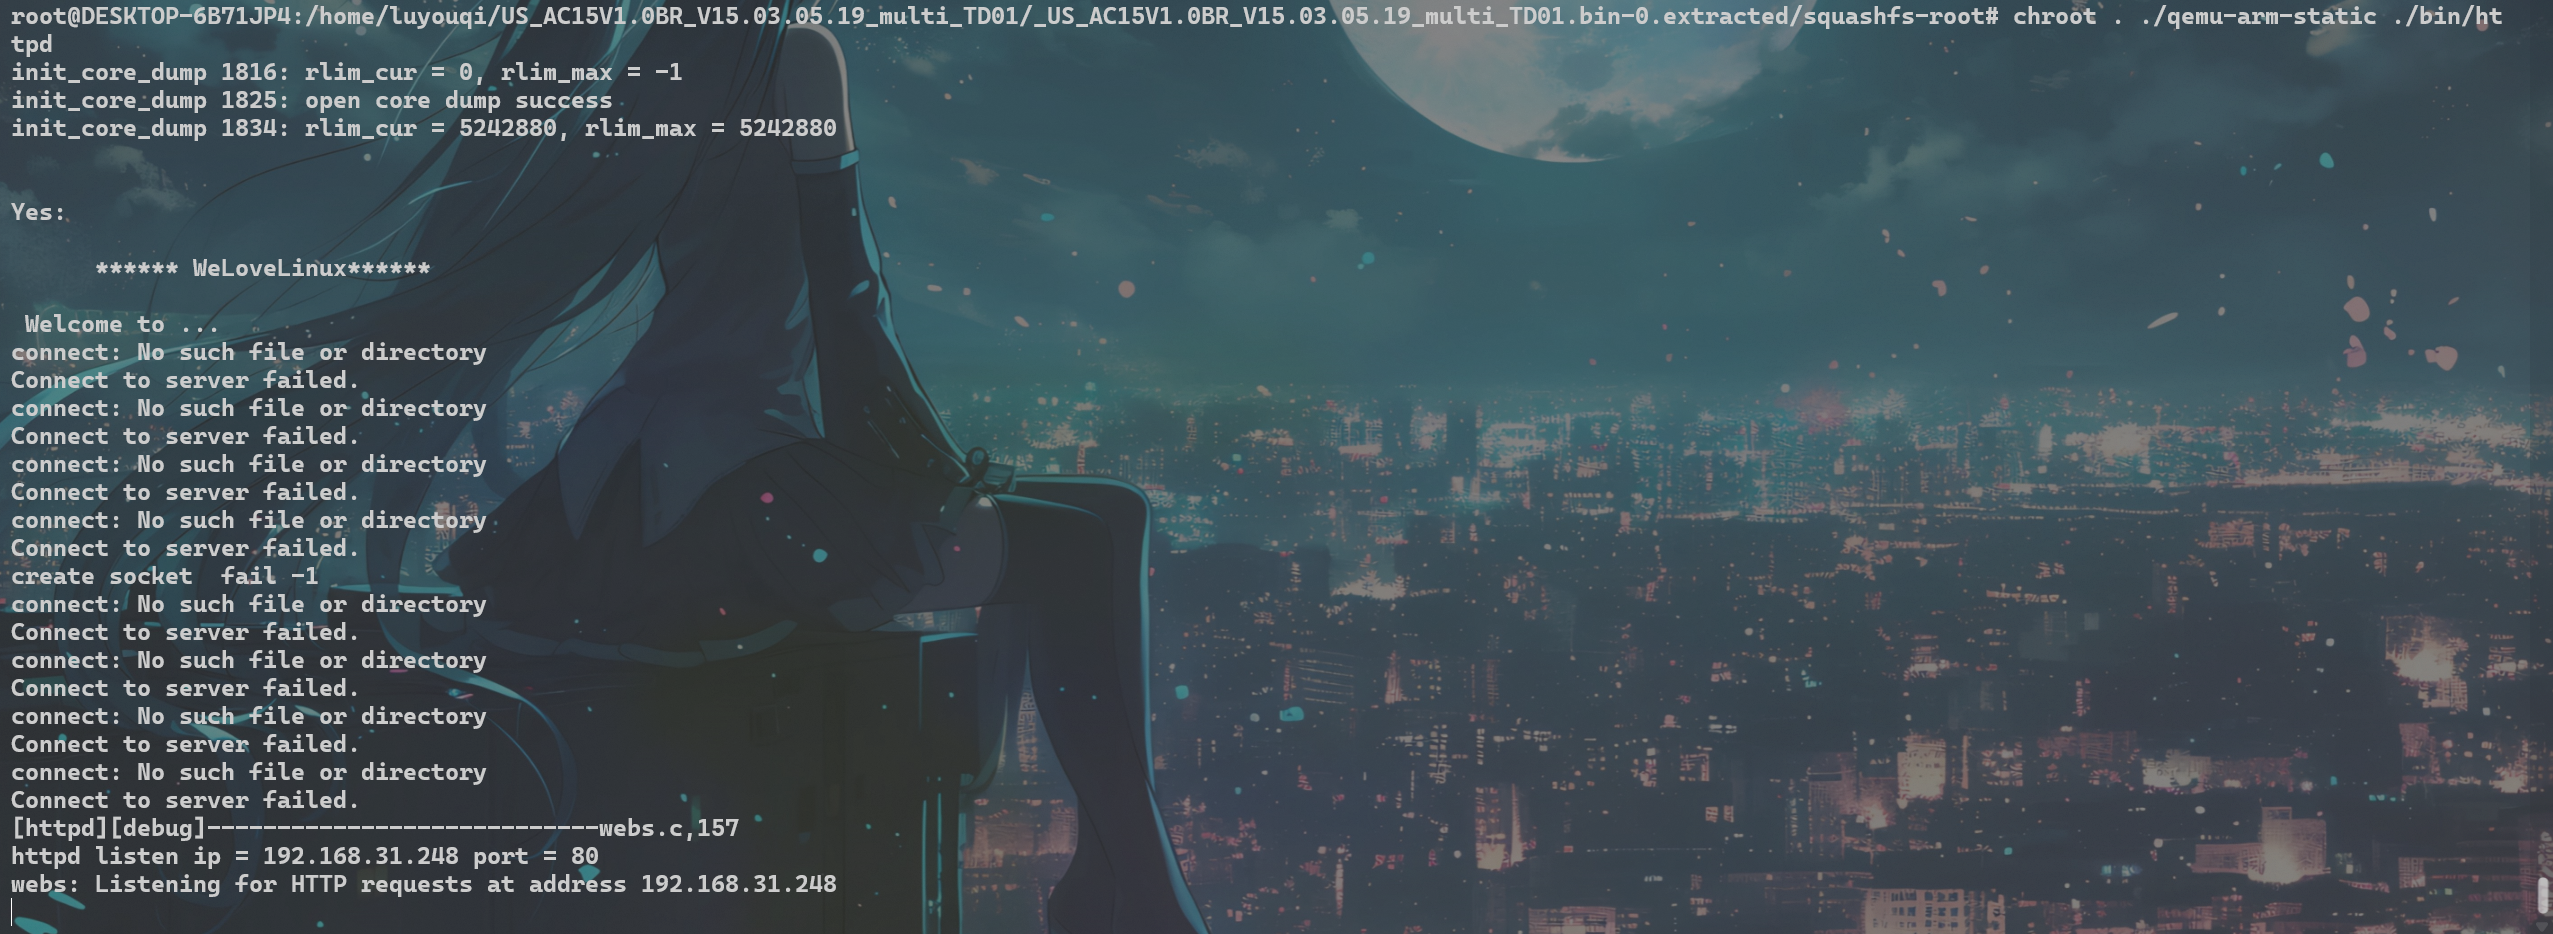 root@DESKTOP-6B71JP4:/home/luyouqi/US_AC15V1.0BR_V15.03.05.19_multi_TD01/_US_AC15V1.0BR_V15.03.05.19_multi_TD01.bin-0.extracted/squashfs-root# chroot . ./qemu-arm-static ./bin/ht
tpd
init_core_dump 1816: rlim_cur = 0, rlim_max = -1
init_core_dump 1825: open core dump success
init_core_dump 1834: rlim_cur = 5242880, rlim_max = 5242880
Yes:
****** WeLoveLinux******
Welcome to ...
connect: No such file or directory
Connect to server failed.
connect: No such file or directory
Connect to server failed.
connect: No such file or directory
Connect to server failed.
connect: No such file or directory
Connect to server failed.
create socket  fail -1
connect: No such file or directory
Connect to server failed.
connect: No such file or directory
Connect to server failed.
connect: No such file or directory
Connect to server failed.
connect: No such file or directory
Connect to server failed.
[httpd][debug]----------------------------webs.c,157
httpd listen ip = 192.168.31.248 port = 80
webs: Listening for HTTP requests at address 192.168.31.248